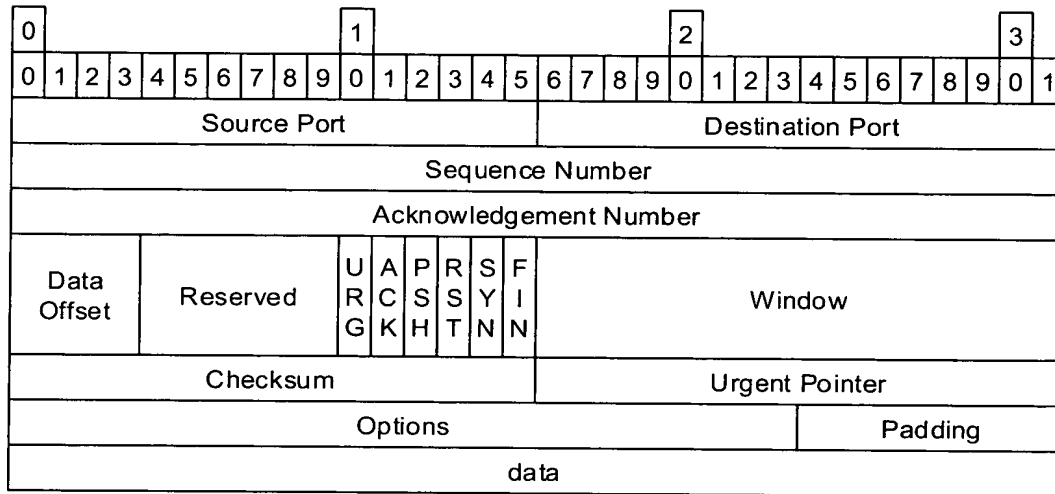 0 1 2 3
0 1 2 3 4 5 6 7 8 9 0 1 2 3 4 5 6 7 8 9 0 1 2 3 4 5 6 7 8 9 0 1
Source Port Destination Port
Sequence Number
Acknowledgement Number
Data Offset Reserved URG ACK PSH RST SYN FIN Window
Checksum Urgent Pointer
Options Padding
data